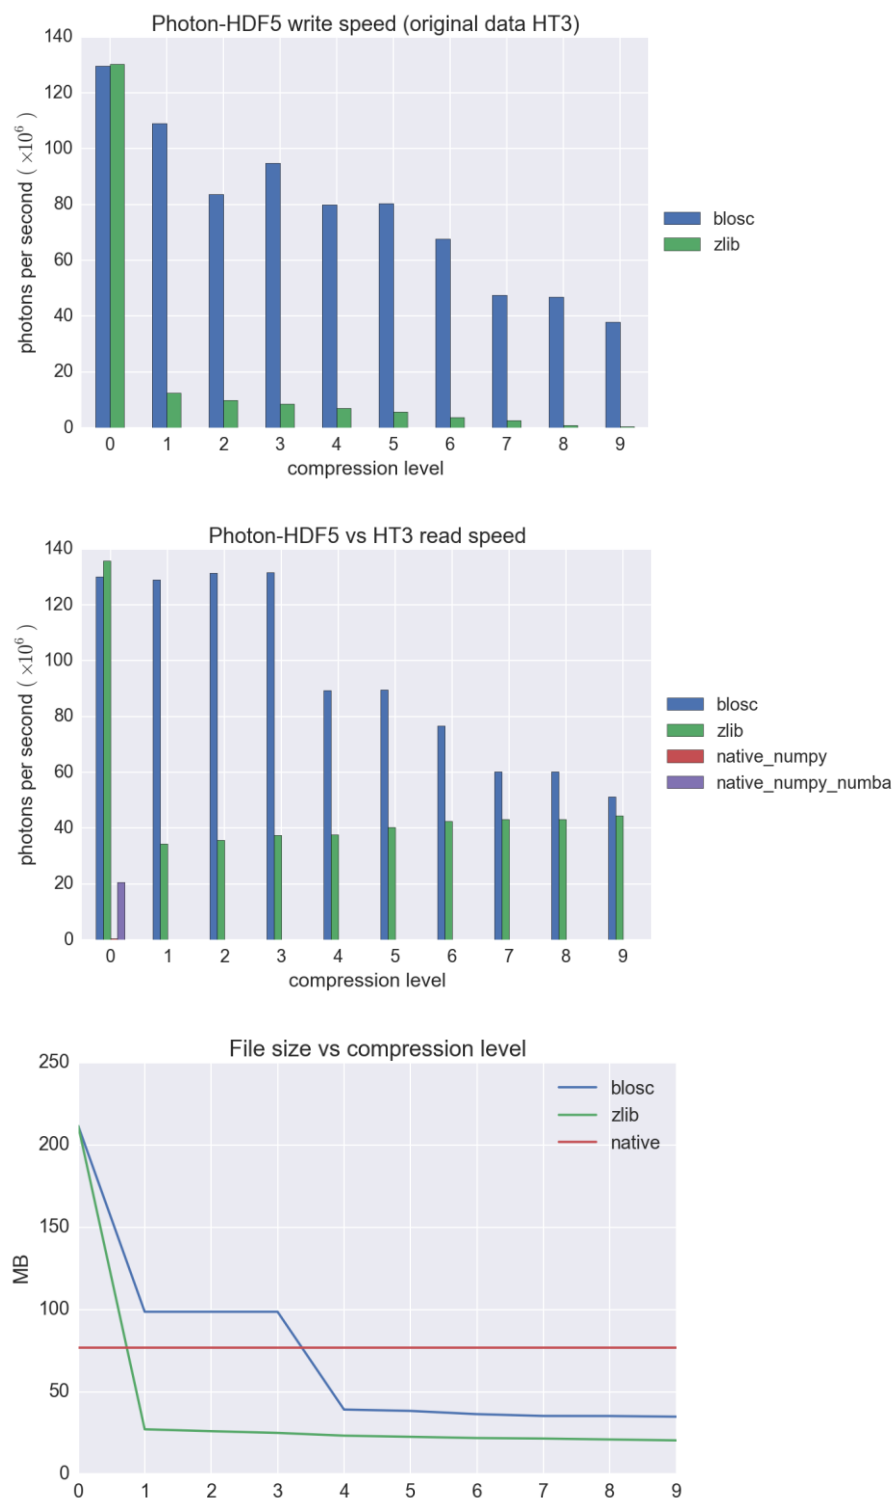 Photon-HDF5 write speed (original data HT3)
140
120
100
80
60
40
20
0
photons per second ( ×10⁶ )
0 1 2 3 4 5 6 7 8 9
compression level
blosc
zlib
Photon-HDF5 vs HT3 read speed
140
120
100
80
60
40
20
0
photons per second ( ×10⁶ )
0 1 2 3 4 5 6 7 8 9
compression level
blosc
zlib
native_numpy
native_numpy_numba
File size vs compression level
250
200
150
100
50
0
MB
0 1 2 3 4 5 6 7 8 9
blosc
zlib
native